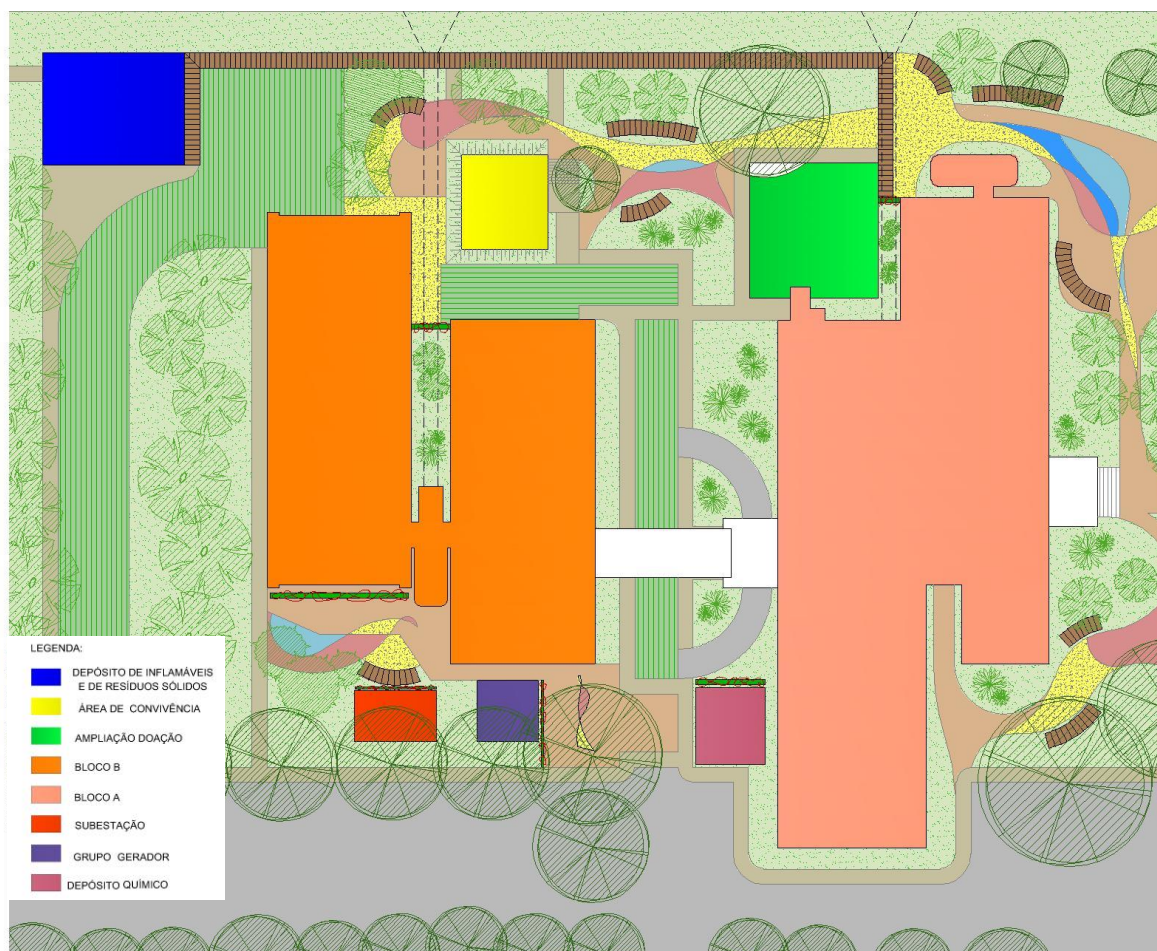 LEGENDA:
DEPÓSITO DE INFLAMÁVEIS
E DE RESÍDUOS SÓLIDOS
ÁREA DE CONVIVÊNCIA
AMPLIAÇÃO DOAÇÃO
BLOCO B
BLOCO A
SUBESTAÇÃO
GRUPO GERADOR
DEPÓSITO QUÍMICO